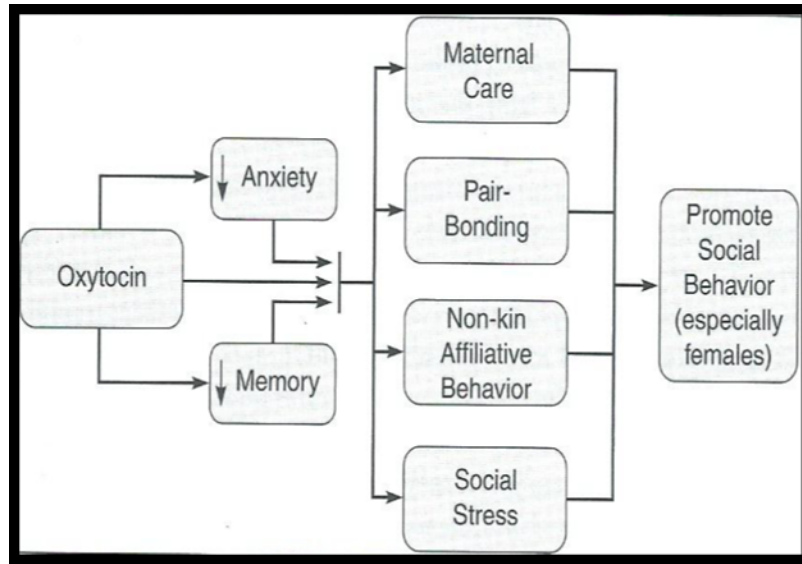 Maternal
Care
↓ Anxiety
Pair-
Bonding
Oxytocin
Promote
Social
Behavior
(especially
females)
Non-kin
Affiliative
Behavior
↓ Memory
Social
Stress